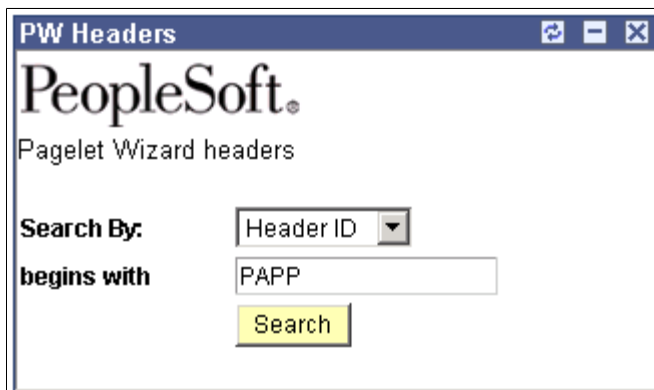 PW Headers
PeopleSoft®
Pagelet Wizard headers
Search By: Header ID
begins with PAPP
Search